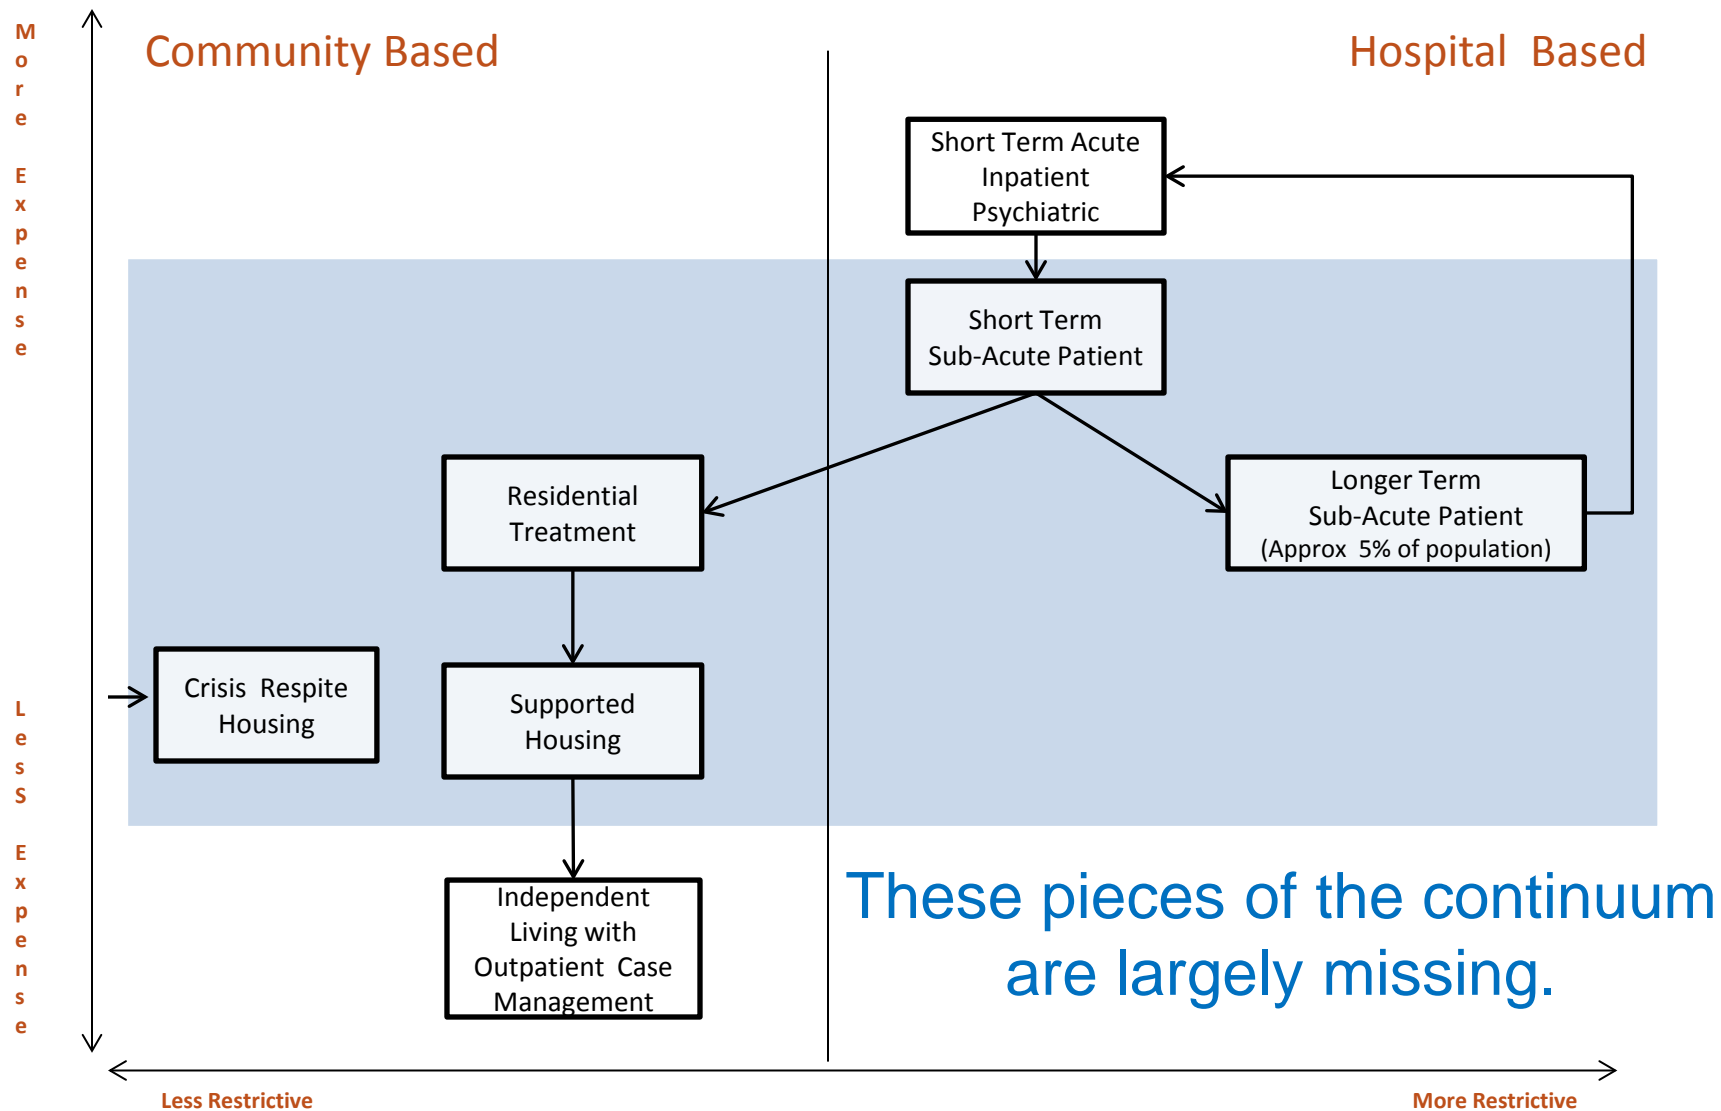 More Expense
Community Based
Hospital Based
Short Term Acute
Inpatient
Psychiatric
Short Term
Sub-Acute Patient
Residential
Treatment
Longer Term
Sub-Acute Patient
(Approx 5% of population)
Crisis Respite
Housing
Supported
Housing
LesS Expense
Independent
Living with
Outpatient Case
Management
These pieces of the continuum
are largely missing.
Less Restrictive
More Restrictive